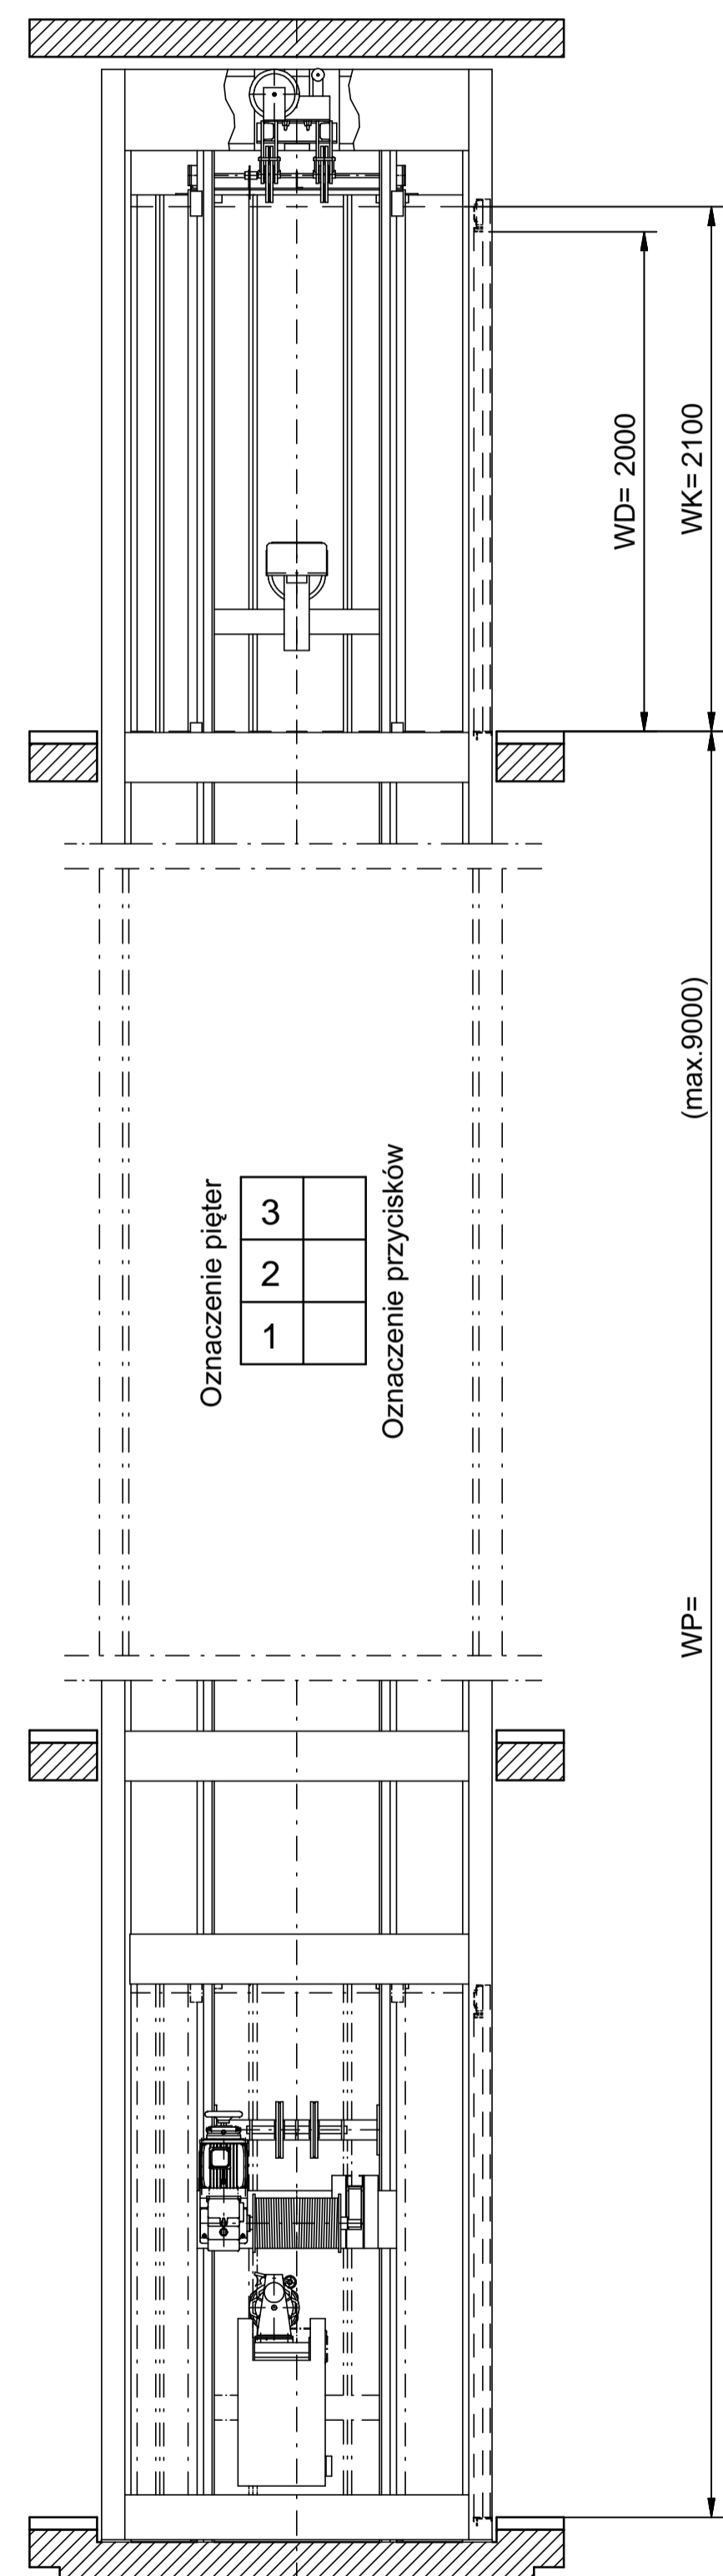 WD= 2000
WK= 2100
(max.9000)
Oznaczenie pięter
3
2
1
Oznaczenie przycisków
WP=